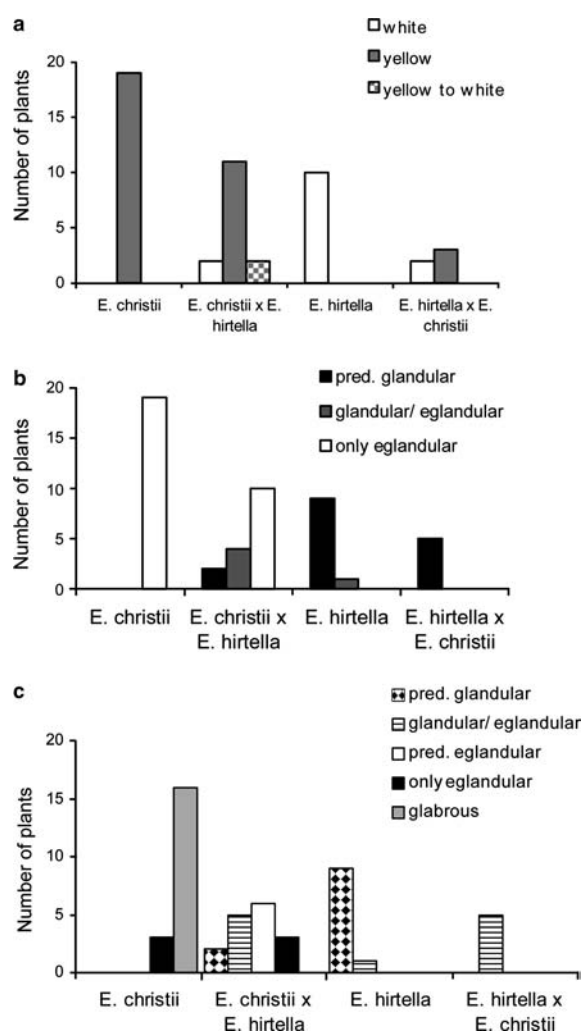 a
white
yellow
yellow to white
Number of plants
20
15
10
5
0
E. christii
E. christii x E.
hirtella
E. hirtella
E. hirtella x E.
christii
b
pred. glandular
glandular/ eglandular
only eglandular
Number of plants
20
15
10
5
0
E. christii
E. christii x
E. hirtella
E. hirtella
E. hirtella x
E. christii
c
pred. glandular
glandular/ eglandular
pred. eglandular
only eglandular
glabrous
Number of plants
20
15
10
5
0
E. christii
E. christii x
E. hirtella
E. hirtella
E. hirtella x
E. christii